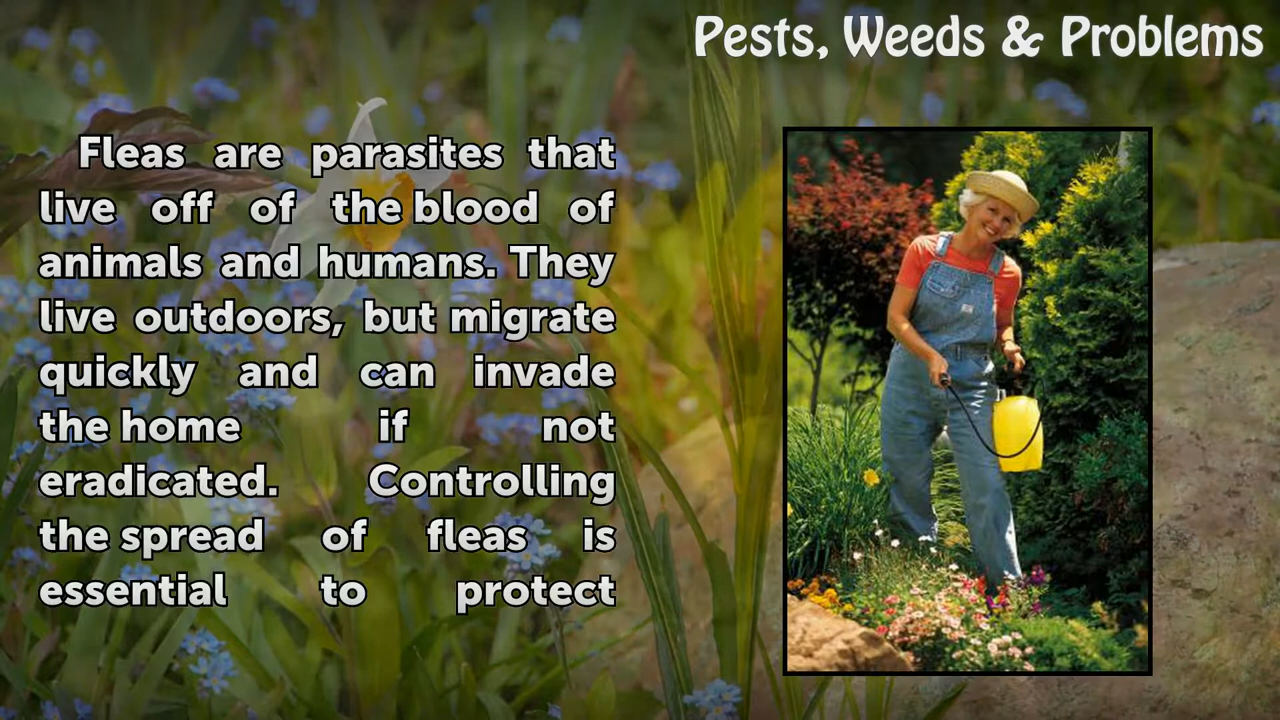 Pests, Weeds & Problems
Fleas are parasites that
live off of the blood of
animals and humans. They
live outdoors, but migrate
quickly and can invade
the home if not
eradicated. Controlling
the spread of fleas is
essential to protect